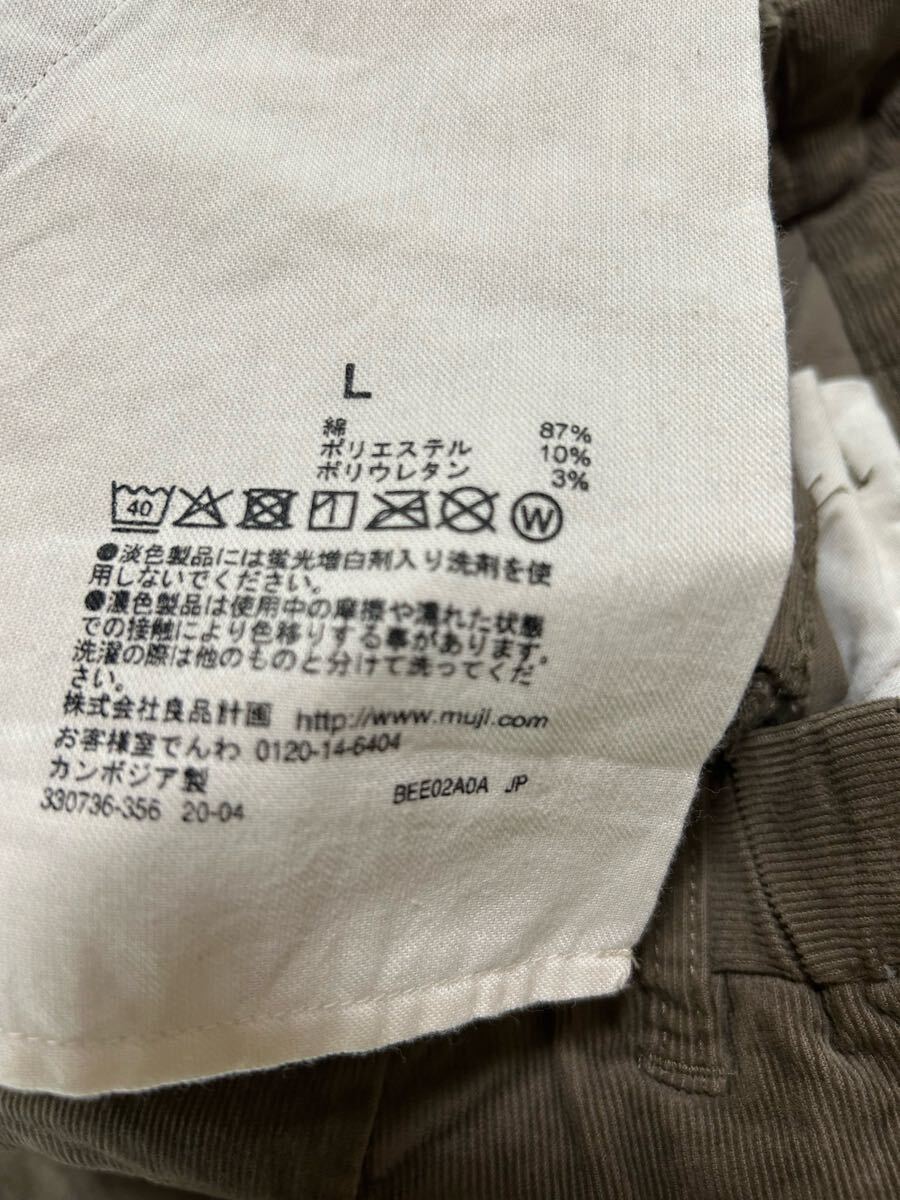 L
綿 87%
ポリエステル 10%
ポリウレタン 3%
40 1 W
●淡色製品には蛍光増白剤入り洗剤を使
用しないでください。
●濃色製品は使用中の摩擦や濡れた状態
での接触により色移りする事があります。
洗濯の際は他のものと分けて洗ってくだ
さい。
株式会社良品計画 http://www.muji.com
お客様室でんわ 0120-14-6404
カンボジア製
330736-356 20-04 BEE02A0A JP